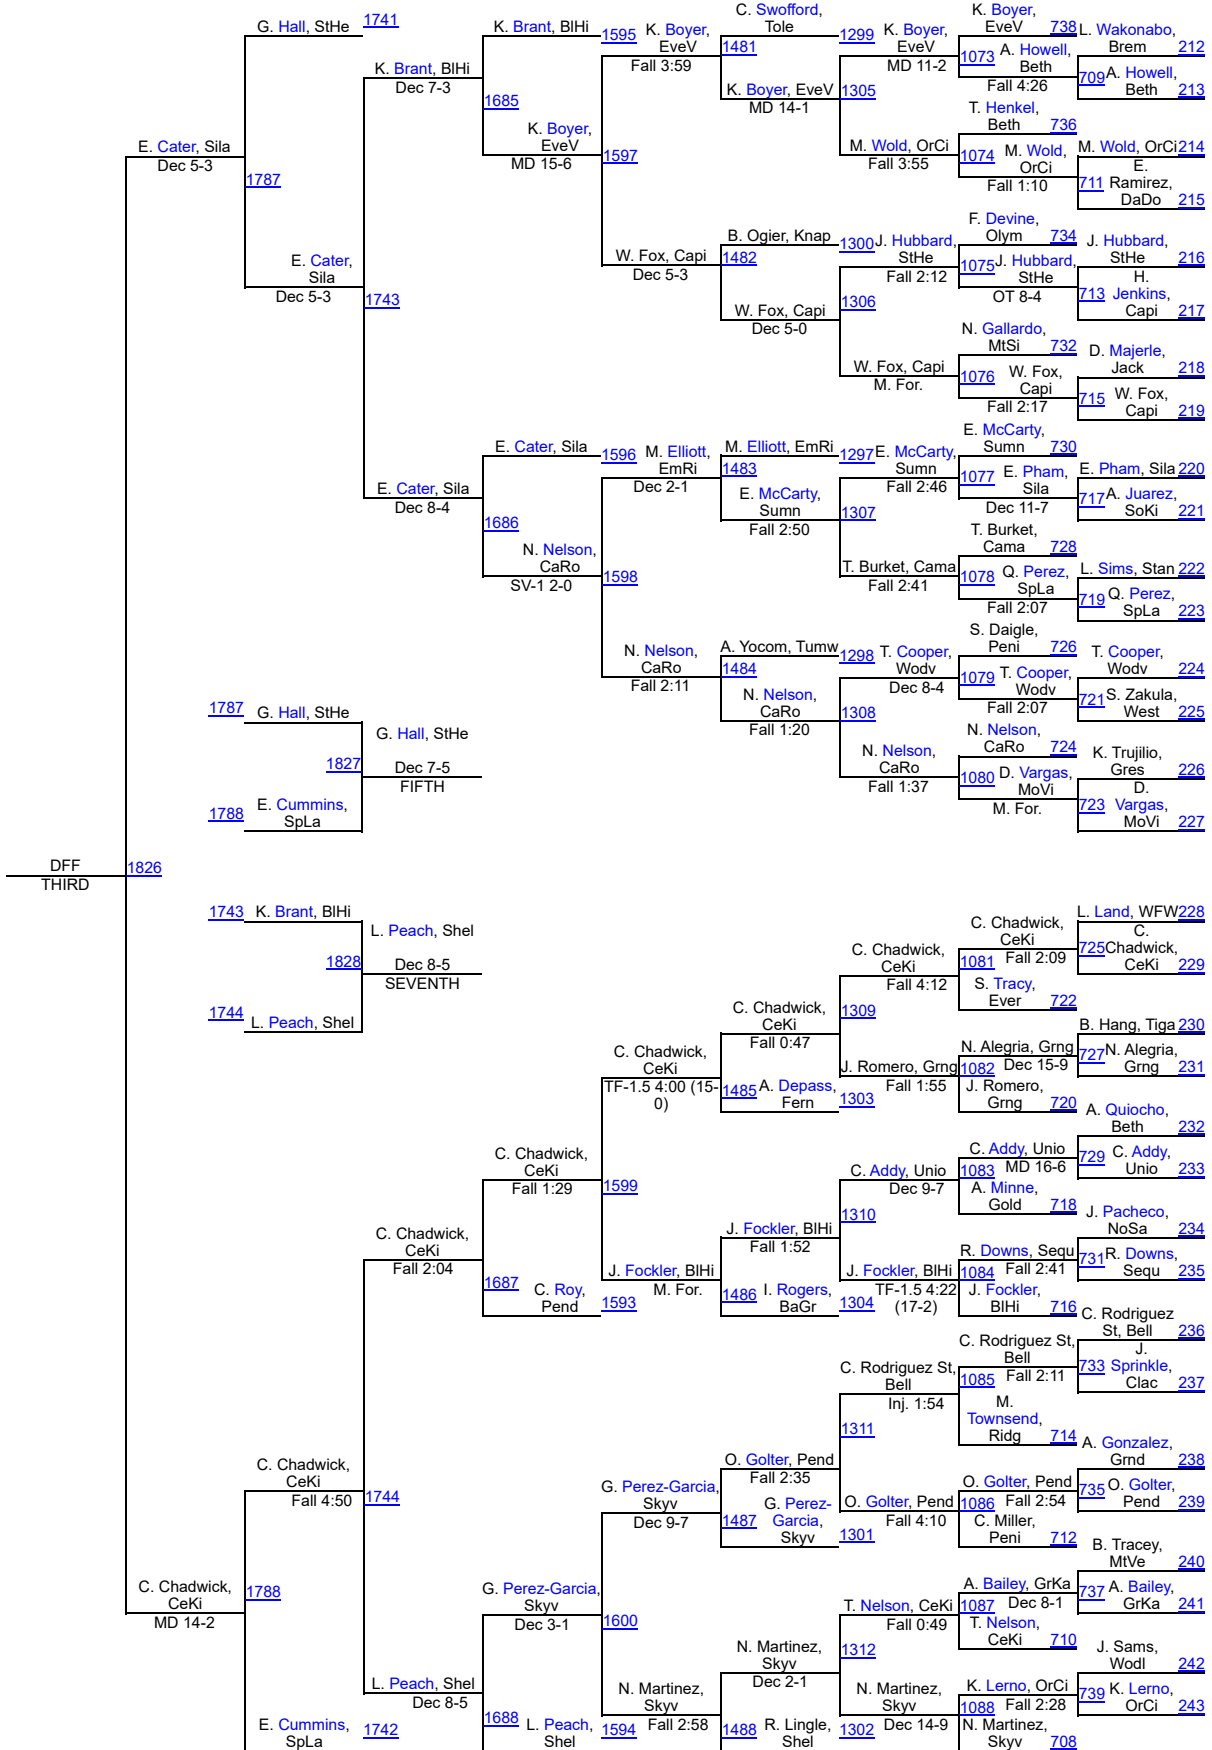 G. Hall, StHe 1741
K. Brant, BlHi 1595
K. Boyer,
EveV
Fall 3:59
C. Swofford,
Tole 1299
1481
K. Boyer,
EveV
MD 11-2
K. Boyer,
EveV 738
1073 A. Howell,
Beth
Fall 4:26
L. Wakonabo,
Brem 212
709 A. Howell,
Beth 213
K. Brant, BlHi
Dec 7-3
1685
K. Boyer, EveV
MD 14-1
1305
T. Henkel,
Beth 736
K. Boyer,
EveV
MD 15-6
1597
M. Wold, OrCi
Fall 3:55
1074 M. Wold,
OrCi
Fall 1:10
M. Wold, OrCi 214
711 E.
Ramirez,
DaDo 215
E. Cater, Sila
Dec 5-3
1787
F. Devine,
Olym 734
B. Ogier, Knap 1300
W. Fox, Capi
Dec 5-3
1482
J. Hubbard,
StHe
Fall 2:12
1075 J. Hubbard,
StHe
OT 8-4
J. Hubbard,
StHe 216
713 H.
Jenkins,
Capi 217
E. Cater,
Sila
Dec 5-3
1743
W. Fox, Capi
Dec 5-0
1306
N. Gallardo,
MtSi 732
W. Fox, Capi
M. For.
1076 W. Fox,
Capi
Fall 2:17
D. Majerle,
Jack 218
715 W. Fox,
Capi 219
E. Cater, Sila 1596
M. Elliott,
EmRi
Dec 2-1
M. Elliott, EmRi 1297
1483
E. McCarty,
Sumn
Fall 2:46
E. McCarty,
Sumn 730
1077 E. Pham,
Sila
Dec 11-7
E. Pham, Sila 220
717 A. Juarez,
SoKi 221
E. Cater, Sila
Dec 8-4
1686
E. McCarty,
Sumn
Fall 2:50
1307
T. Burket,
Cama 728
N. Nelson,
CaRo
SV-1 2-0
1598
T. Burket, Cama
Fall 2:41
1078 Q. Perez,
SpLa
Fall 2:07
L. Sims, Stan 222
719 Q. Perez,
SpLa 223
S. Daigle,
Peni 726
N. Nelson,
CaRo
Fall 2:11
A. Yocom, Tumw 1298
1484
T. Cooper,
Wodv
Dec 8-4
1079 T. Cooper,
Wodv
Fall 2:07
T. Cooper,
Wodv 224
721 S. Zakula,
West 225
N. Nelson,
CaRo
Fall 1:20
1308
N. Nelson,
CaRo 724
N. Nelson,
CaRo
Fall 1:37
1080 D. Vargas,
MoVi
M. For.
K. Trujilio,
Gres 226
723 D.
Vargas,
MoVi 227
1787 G. Hall, StHe
G. Hall, StHe
1827 Dec 7-5
FIFTH
1788 E. Cummins,
SpLa
DFF
THIRD
1826
1743 K. Brant, BlHi
L. Peach, Shel
1828 Dec 8-5
SEVENTH
1744 L. Peach, Shel
C. Chadwick,
CeKi
Fall 4:12
C. Chadwick,
CeKi
1081 Fall 2:09
S. Tracy,
Ever 722
L. Land, WFW 228
725 C.
Chadwick,
CeKi 229
C. Chadwick,
CeKi
Fall 0:47
1309
B. Hang, Tiga 230
C. Chadwick,
CeKi
TF-1.5 4:00 (15-
0)
1485 A. Depass,
Fern 1303
J. Romero, Grng
Fall 1:55
N. Alegria, Grng
1082 Dec 15-9
J. Romero,
Grng 720
727 N. Alegria,
Grng 231
A. Quiocho,
Beth 232
C. Chadwick,
CeKi
Fall 1:29
1599
C. Addy, Unio
Dec 9-7
C. Addy, Unio
1083 MD 16-6
A. Minne,
Gold 718
729 C. Addy,
Unio 233
J. Pacheco,
NoSa 234
C. Chadwick,
CeKi
Fall 2:04
J. Fockler, BlHi
Fall 1:52
1310
1687 C. Roy,
Pend 1593
J. Fockler, BlHi
M. For.
1486 I. Rogers,
BaGr 1304
J. Fockler, BlHi
TF-1.5 4:22
(17-2)
R. Downs, Sequ
1084 Fall 2:41
J. Fockler,
BlHi 716
731 R. Downs,
Sequ 235
C. Rodriguez
St, Bell 236
C. Rodriguez St,
Bell
Inj. 1:54
C. Rodriguez St,
Bell
1085 Fall 2:11
M.
Townsend,
Ridg 714
733 J.
Sprinkle,
Clac 237
1311
C. Chadwick,
CeKi
Fall 4:50
1744
G. Perez-Garcia,
Skyv
Dec 9-7
O. Golter, Pend
Fall 2:35
1487 G. Perez-
Garcia,
Skyv 1301
O. Golter, Pend
Fall 4:10
O. Golter, Pend
1086 Fall 2:54
C. Miller,
Peni 712
A. Gonzalez,
Grnd 238
735 O. Golter,
Pend 239
B. Tracey,
MtVe 240
C. Chadwick,
CeKi
MD 14-2
1788
G. Perez-Garcia,
Skyv
Dec 3-1
1600
T. Nelson, CeKi
Fall 0:49
A. Bailey, GrKa
1087 Dec 8-1
T. Nelson,
CeKi 710
737 A. Bailey,
GrKa 241
N. Martinez,
Skyv
Dec 2-1
1312
J. Sams,
Wodl 242
L. Peach, Shel
Dec 8-5
E. Cummins,
SpLa 1742
1688 L. Peach,
Shel 1594
N. Martinez,
Skyv
Fall 2:58
1488 R. Lingle,
Shel 1302
N. Martinez,
Skyv
Dec 14-9
K. Lerno, OrCi
1088 Fall 2:28
N. Martinez,
Skyv 708
739 K. Lerno,
OrCi 243